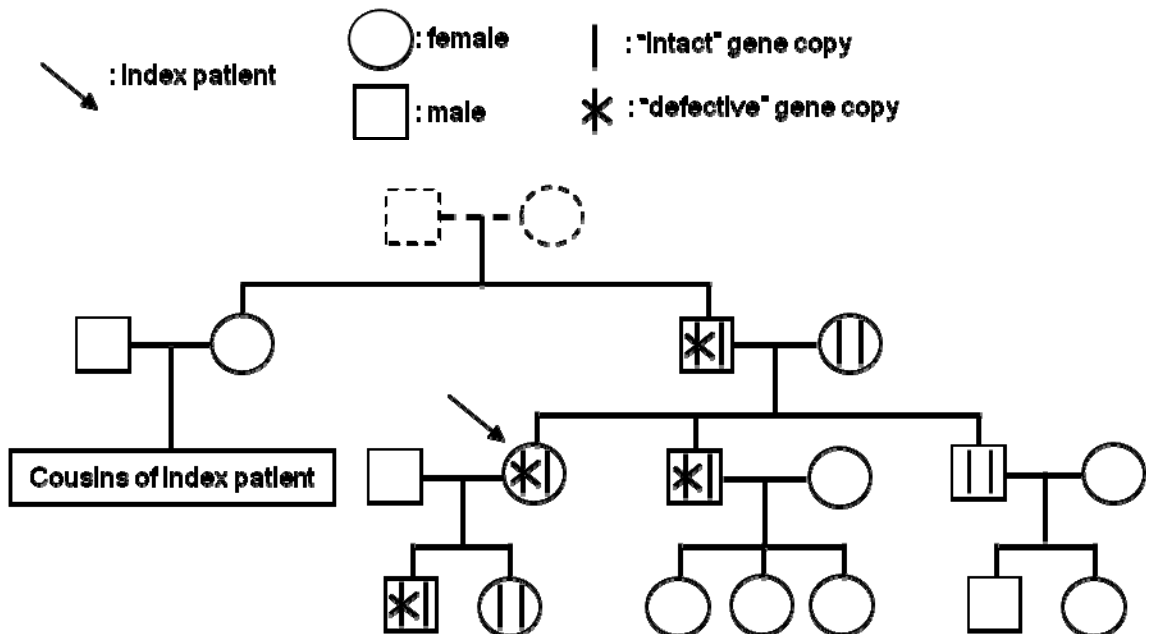 : female
: "intact" gene copy
: Index patient
: male
: "defective" gene copy
Cousins of Index patient